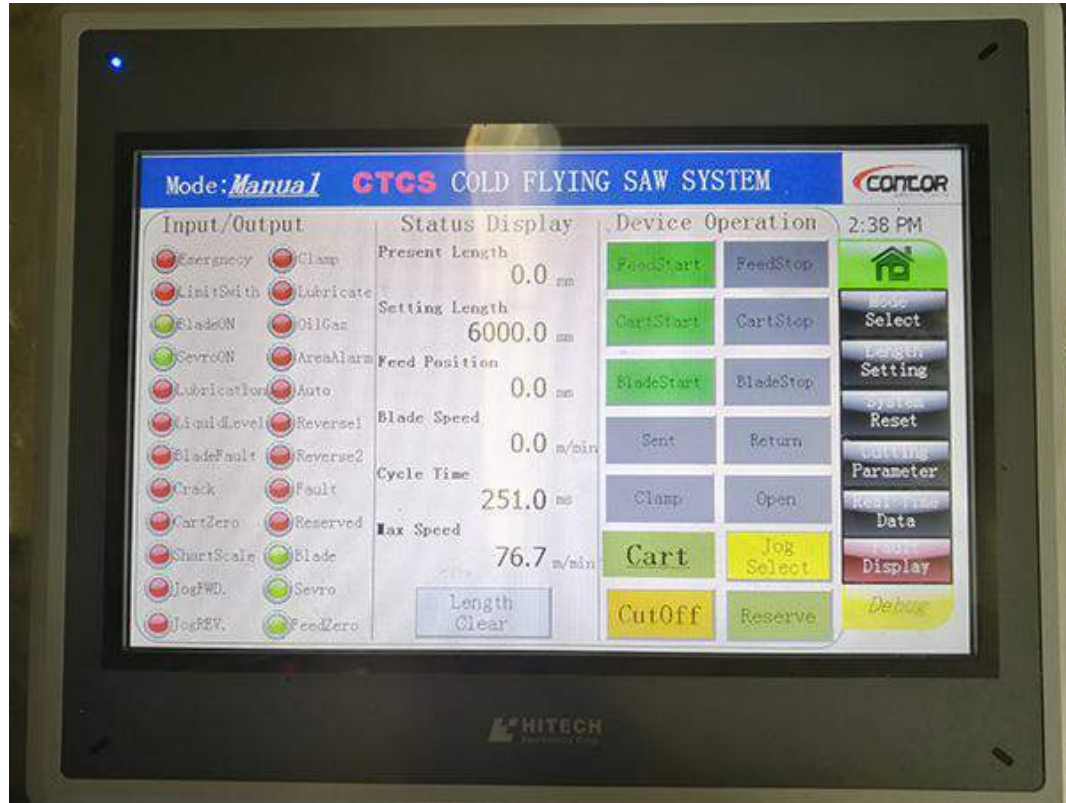 Mode:Manual CTCS COLD FLYING SAW SYSTEM
CONTOR
2:38 PM
Input/Output
Emergnecy Clamp
LimitSwith Lubricate
BladeON OilGas
SevroON AreaAlarm
Lubrication Auto
LiquidLevel Reverse1
BladeFault Reverse2
Crack Fault
CartZero Reserved
ShortScale Blade
JogFWD. Sevro
JogREV. FeedZero
Status Display
Present Length
0.0 mm
Setting Length
6000.0 mm
Feed Position
0.0 mm
Blade Speed
0.0 m/min
Cycle Time
251.0 ms
Max Speed
76.7 m/min
Length
Clear
Device Operation
FeedStart FeedStop
CartStart CartStop
BladeStart BladeStop
Sent Return
Clamp Open
Cart Jog
Select
CutOff Reserve
Mode
Select
Length
Setting
System
Reset
Cutting
Parameter
Real Time
Data
Fault
Display
Debug
HITECH